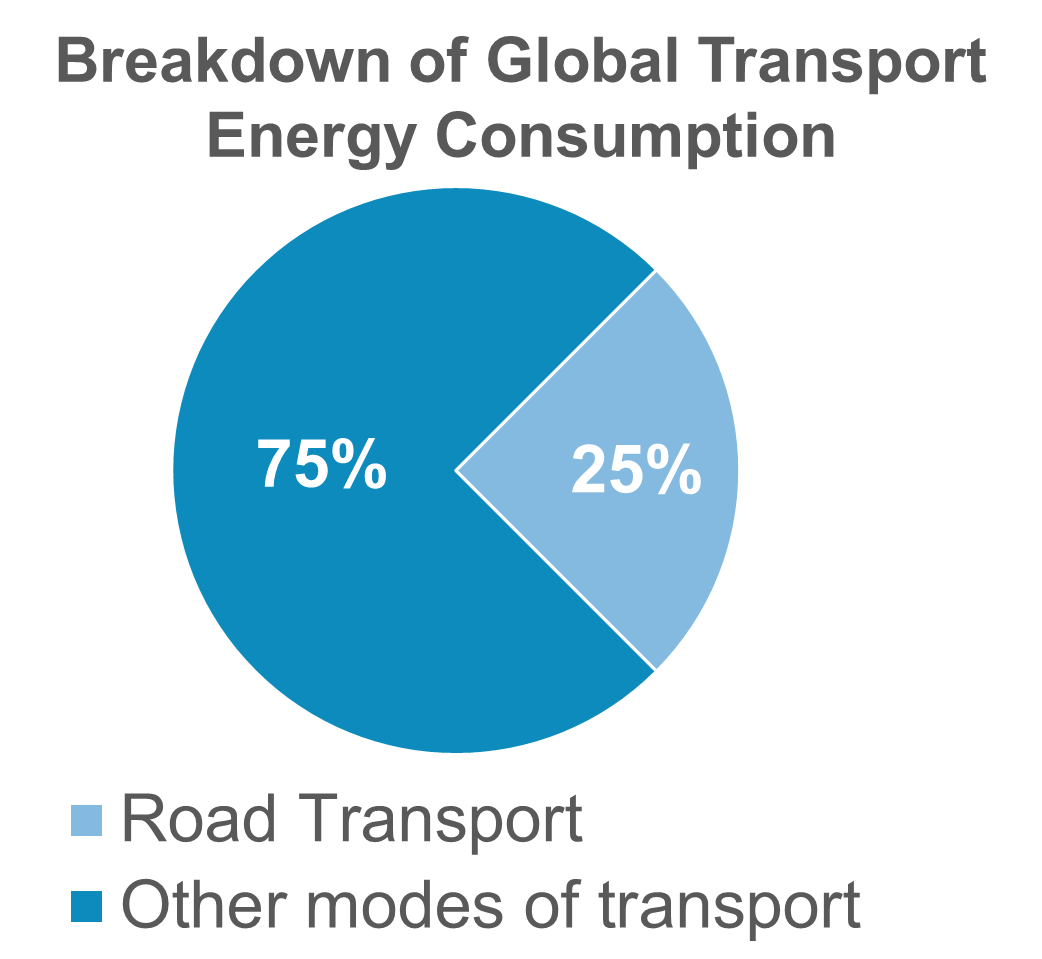 Breakdown of Global Transport
Energy Consumption
75%
25%
Road Transport
Other modes of transport